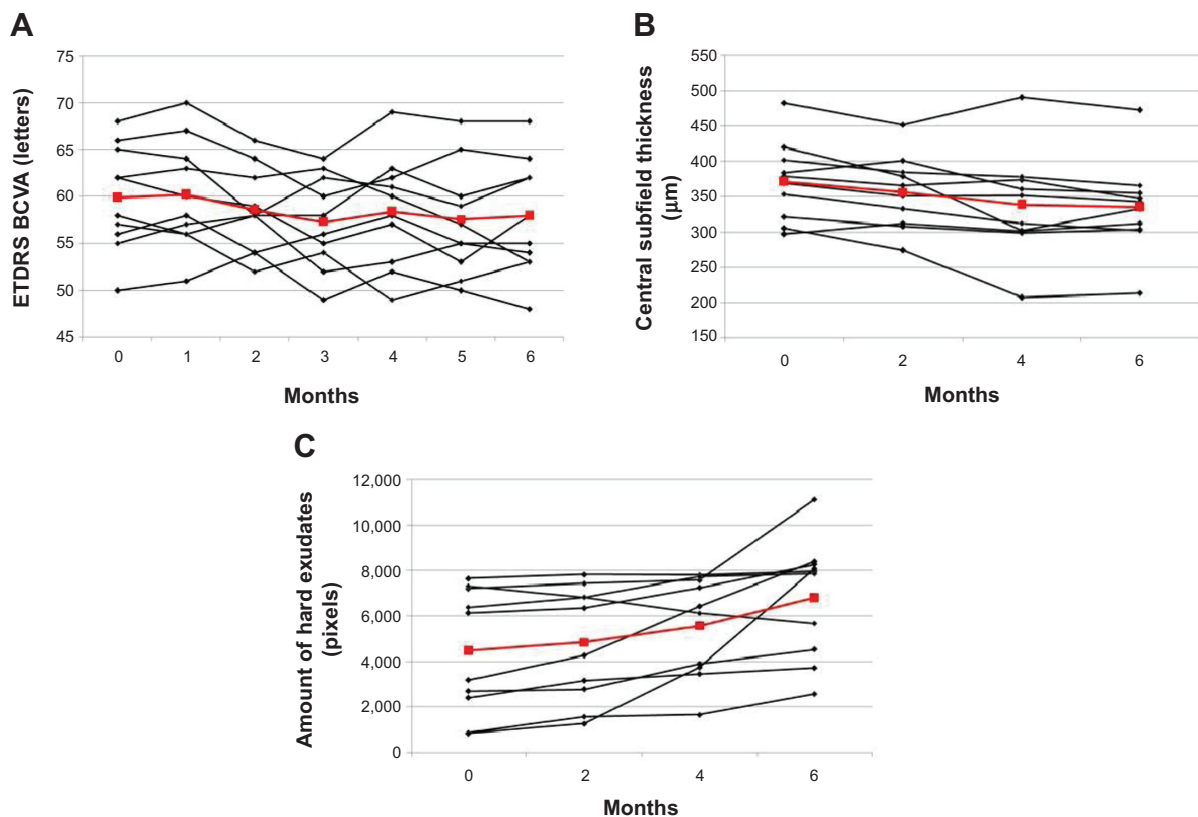 A
ETDRS BCVA (letters)
75
70
65
60
55
50
45
0 1 2 3 4 5 6
Months
B
Central subfield thickness
(µm)
550
500
450
400
350
300
250
200
150
0 2 4 6
Months
C
Amount of hard exudates
(pixels)
12,000
10,000
8,000
6,000
4,000
2,000
0
0 2 4 6
Months